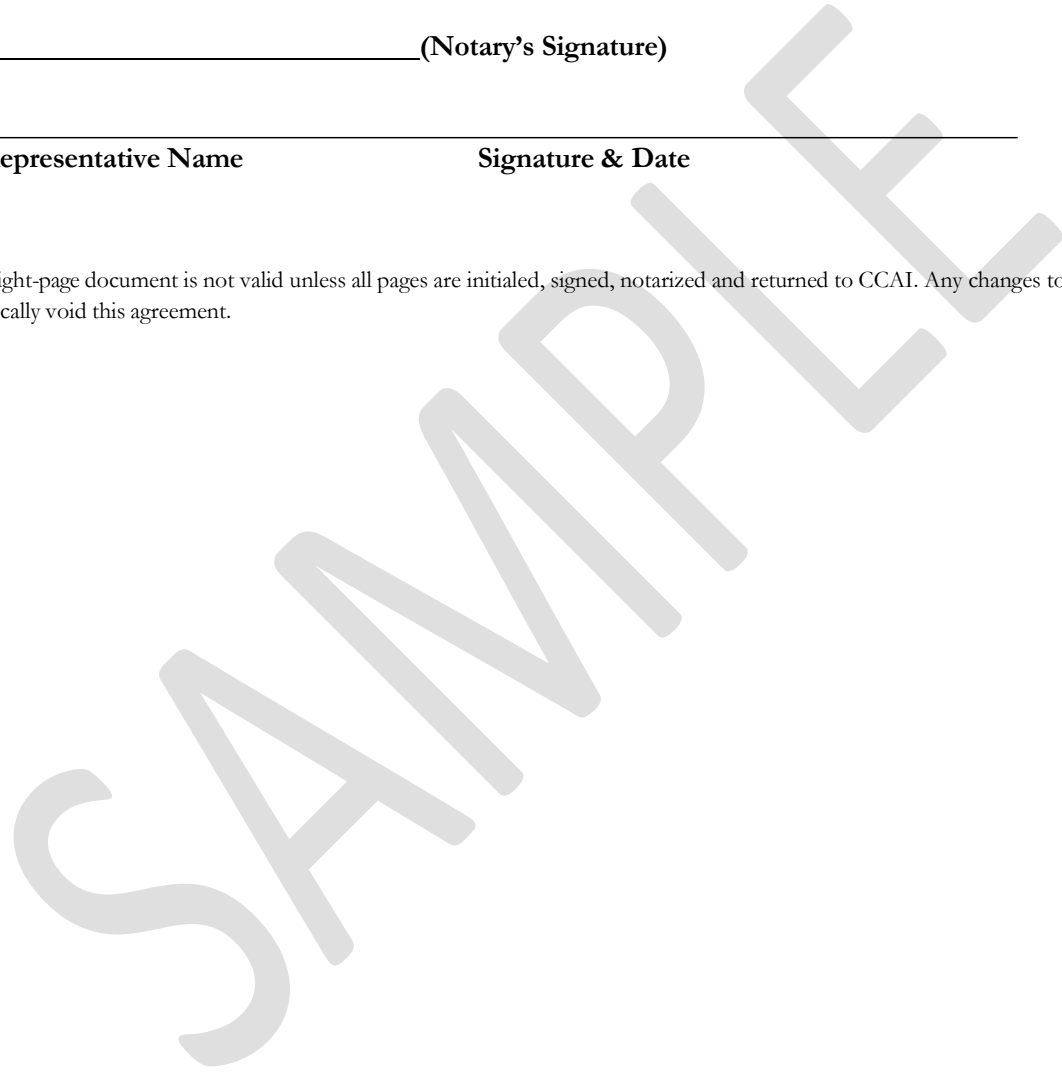 (Notary’s Signature)
epresentative Name Signature & Date
ight-page document is not valid unless all pages are initialed, signed, notarized and returned to CCAI. Any changes to
cally void this agreement.
SAMPLE